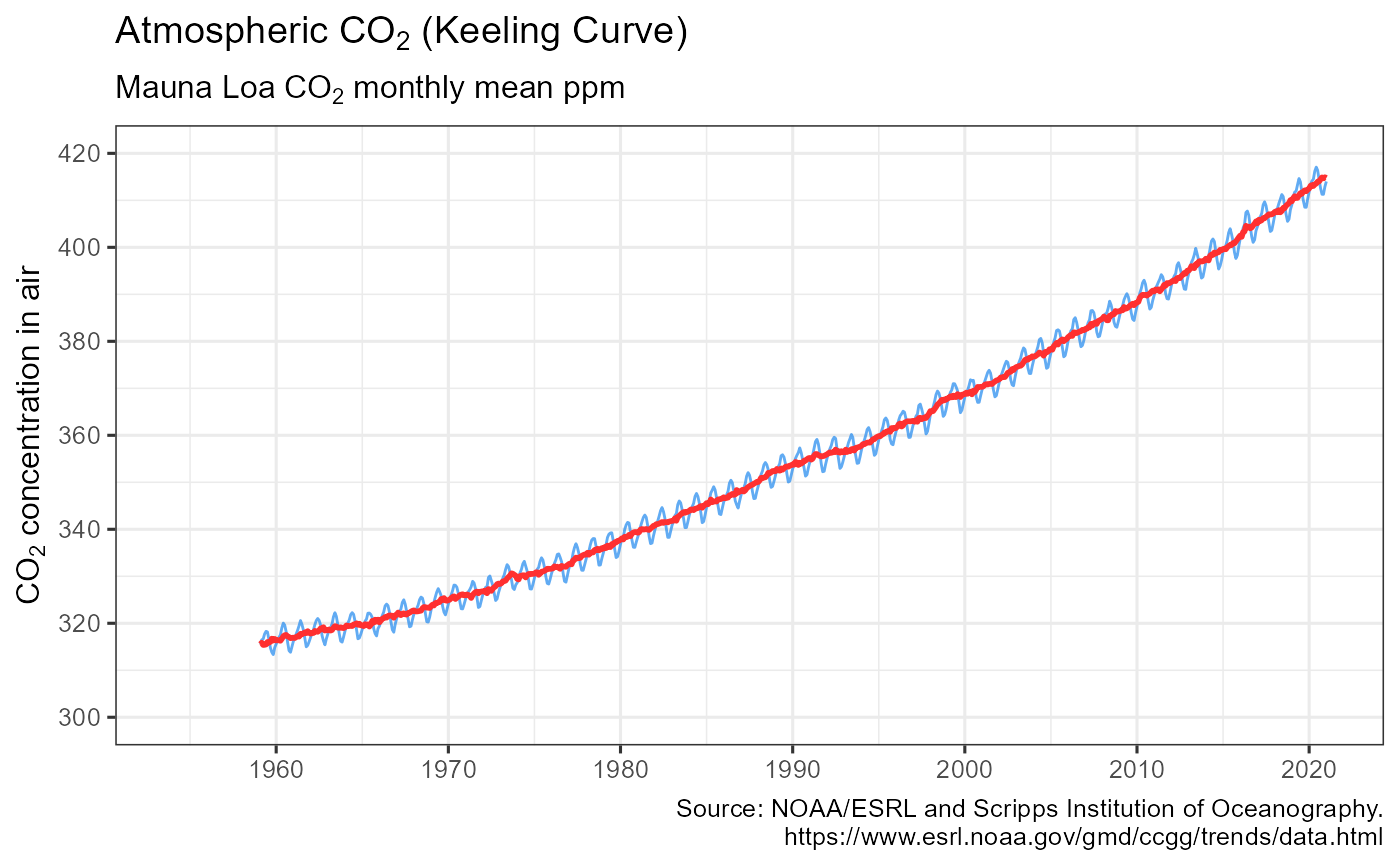 Atmospheric CO₂ (Keeling Curve)
Mauna Loa CO₂ monthly mean ppm
CO₂ concentration in air
420
400
380
360
340
320
300
1960 1970 1980 1990 2000 2010 2020
Source: NOAA/ESRL and Scripps Institution of Oceanography.
https://www.esrl.noaa.gov/gmd/ccgg/trends/data.html